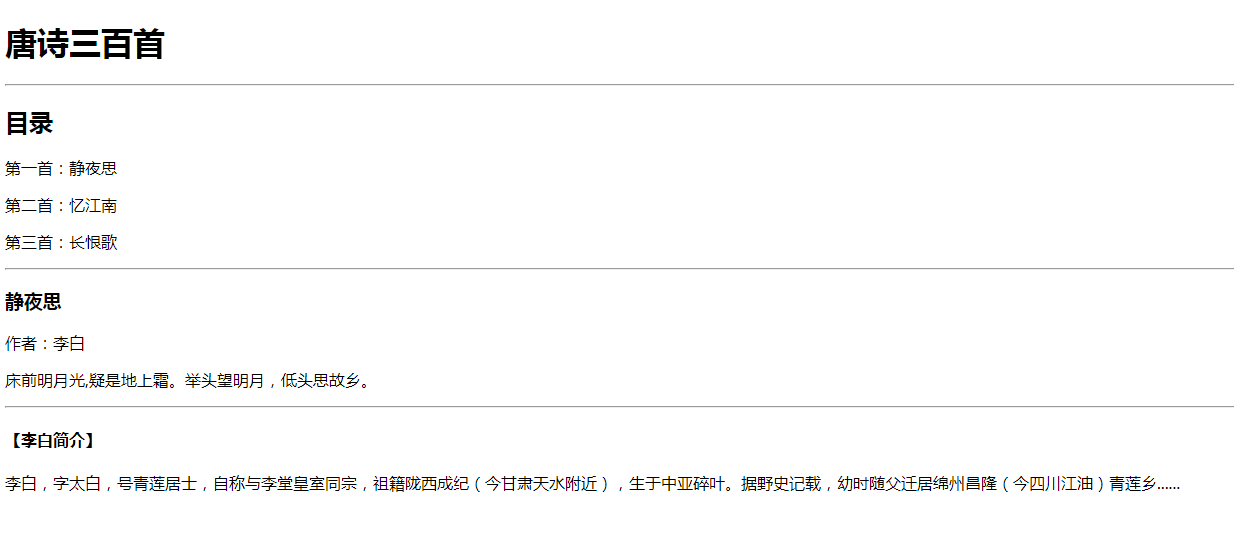 唐诗三百首
目录
第一首：静夜思
第二首：忆江南
第三首：长恨歌
静夜思
作者：李白
床前明月光,疑是地上霜。举头望明月，低头思故乡。
【李白简介】
李白，字太白，号青莲居士，自称与李堂皇室同宗，祖籍陇西成纪（今甘肃天水附近），生于中亚碎叶。据野史记载，幼时随父迁居绵州昌隆（今四川江油）青莲乡……